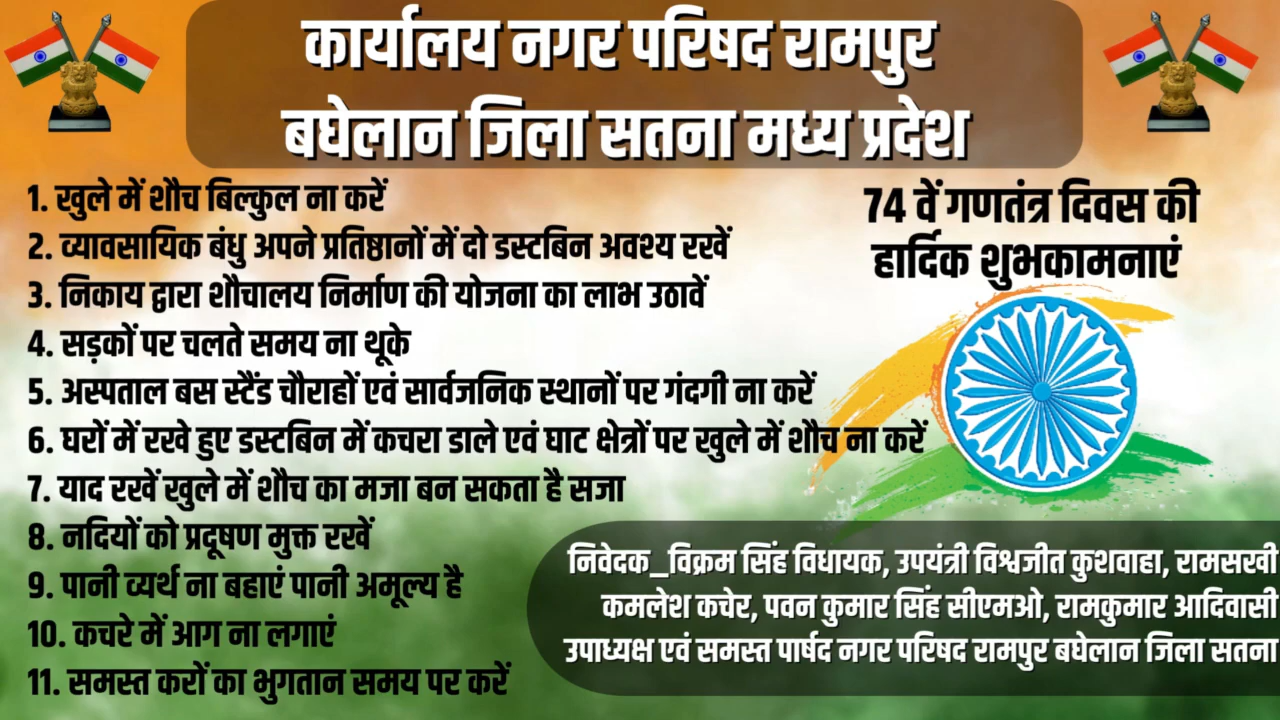 कार्यालय नगर परिषद रामपुर
बघेलान जिला सतना मध्य प्रदेश
1. खुले में शौच बिल्कुल ना करें
2. व्यावसायिक बंधु अपने प्रतिष्ठानों में दो डस्टबिन अवश्य रखें
3. निकाय द्वारा शौचालय निर्माण की योजना का लाभ उठावें
4. सड़कों पर चलते समय ना थूके
5. अस्पताल बस स्टैंड चौराहों एवं सार्वजनिक स्थानों पर गंदगी ना करें
6. घरों में रखे हुए डस्टबिन में कचरा डाले एवं घाट क्षेत्रों पर खुले में शौच ना करें
7. याद रखें खुले में शौच का मजा बन सकता है सजा
8. नदियों को प्रदूषण मुक्त रखें
9. पानी व्यर्थ ना बहाएं पानी अमूल्य है
10. कचरे में आग ना लगाएं
11. समस्त करों का भुगतान समय पर करें
74 वें गणतंत्र दिवस की
हार्दिक शुभकामनाएं
निवेदक_विक्रम सिंह विधायक, उपयंत्री विश्वजीत कुशवाहा, रामसखी
कमलेश कचेर, पवन कुमार सिंह सीएमओ, रामकुमार आदिवासी
उपाध्यक्ष एवं समस्त पार्षद नगर परिषद रामपुर बघेलान जिला सतना